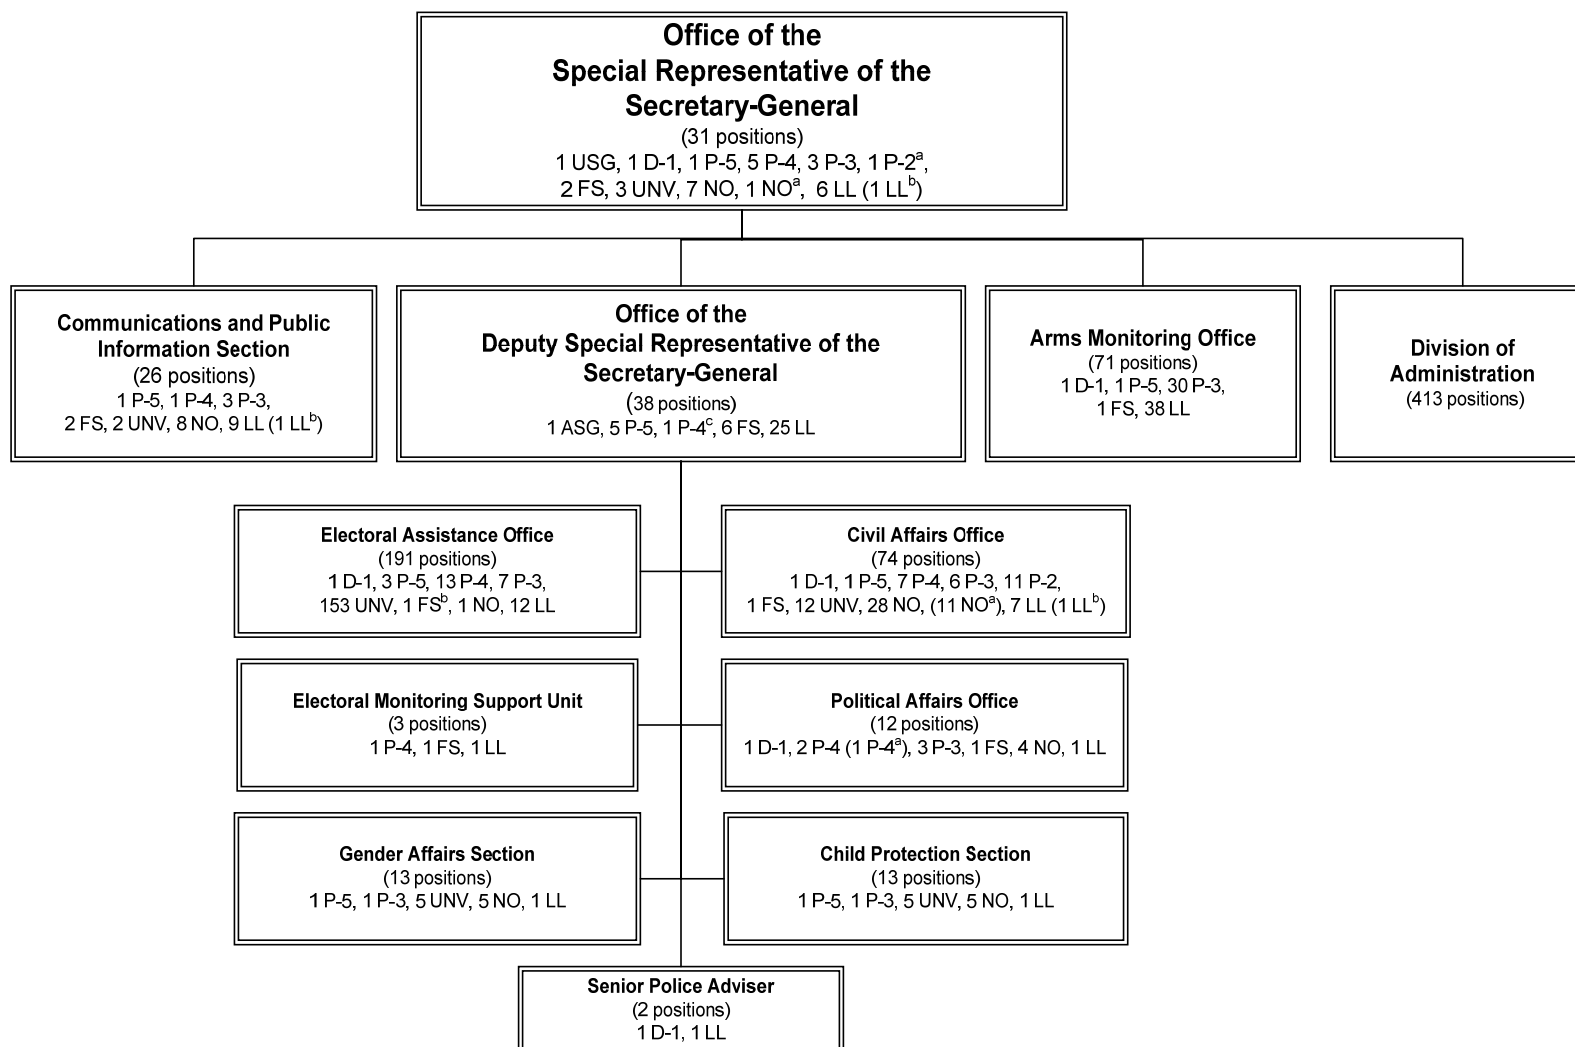 Office of the
Special Representative of the
Secretary-General
(31 positions)
1 USG, 1 D-1, 1 P-5, 5 P-4, 3 P-3, 1 P-2ᵃ,
2 FS, 3 UNV, 7 NO, 1 NOᵃ, 6 LL (1 LLᵇ)
Communications and Public
Information Section
(26 positions)
1 P-5, 1 P-4, 3 P-3,
2 FS, 2 UNV, 8 NO, 9 LL (1 LLᵇ)
Office of the
Deputy Special Representative of the
Secretary-General
(38 positions)
1 ASG, 5 P-5, 1 P-4ᶜ, 6 FS, 25 LL
Arms Monitoring Office
(71 positions)
1 D-1, 1 P-5, 30 P-3,
1 FS, 38 LL
Division of
Administration
(413 positions)
Electoral Assistance Office
(191 positions)
1 D-1, 3 P-5, 13 P-4, 7 P-3,
153 UNV, 1 FSᵇ, 1 NO, 12 LL
Civil Affairs Office
(74 positions)
1 D-1, 1 P-5, 7 P-4, 6 P-3, 11 P-2,
1 FS, 12 UNV, 28 NO, (11 NOᵃ), 7 LL (1 LLᵇ)
Electoral Monitoring Support Unit
(3 positions)
1 P-4, 1 FS, 1 LL
Political Affairs Office
(12 positions)
1 D-1, 2 P-4 (1 P-4ᵃ), 3 P-3, 1 FS, 4 NO, 1 LL
Gender Affairs Section
(13 positions)
1 P-5, 1 P-3, 5 UNV, 5 NO, 1 LL
Child Protection Section
(13 positions)
1 P-5, 1 P-3, 5 UNV, 5 NO, 1 LL
Senior Police Adviser
(2 positions)
1 D-1, 1 LL